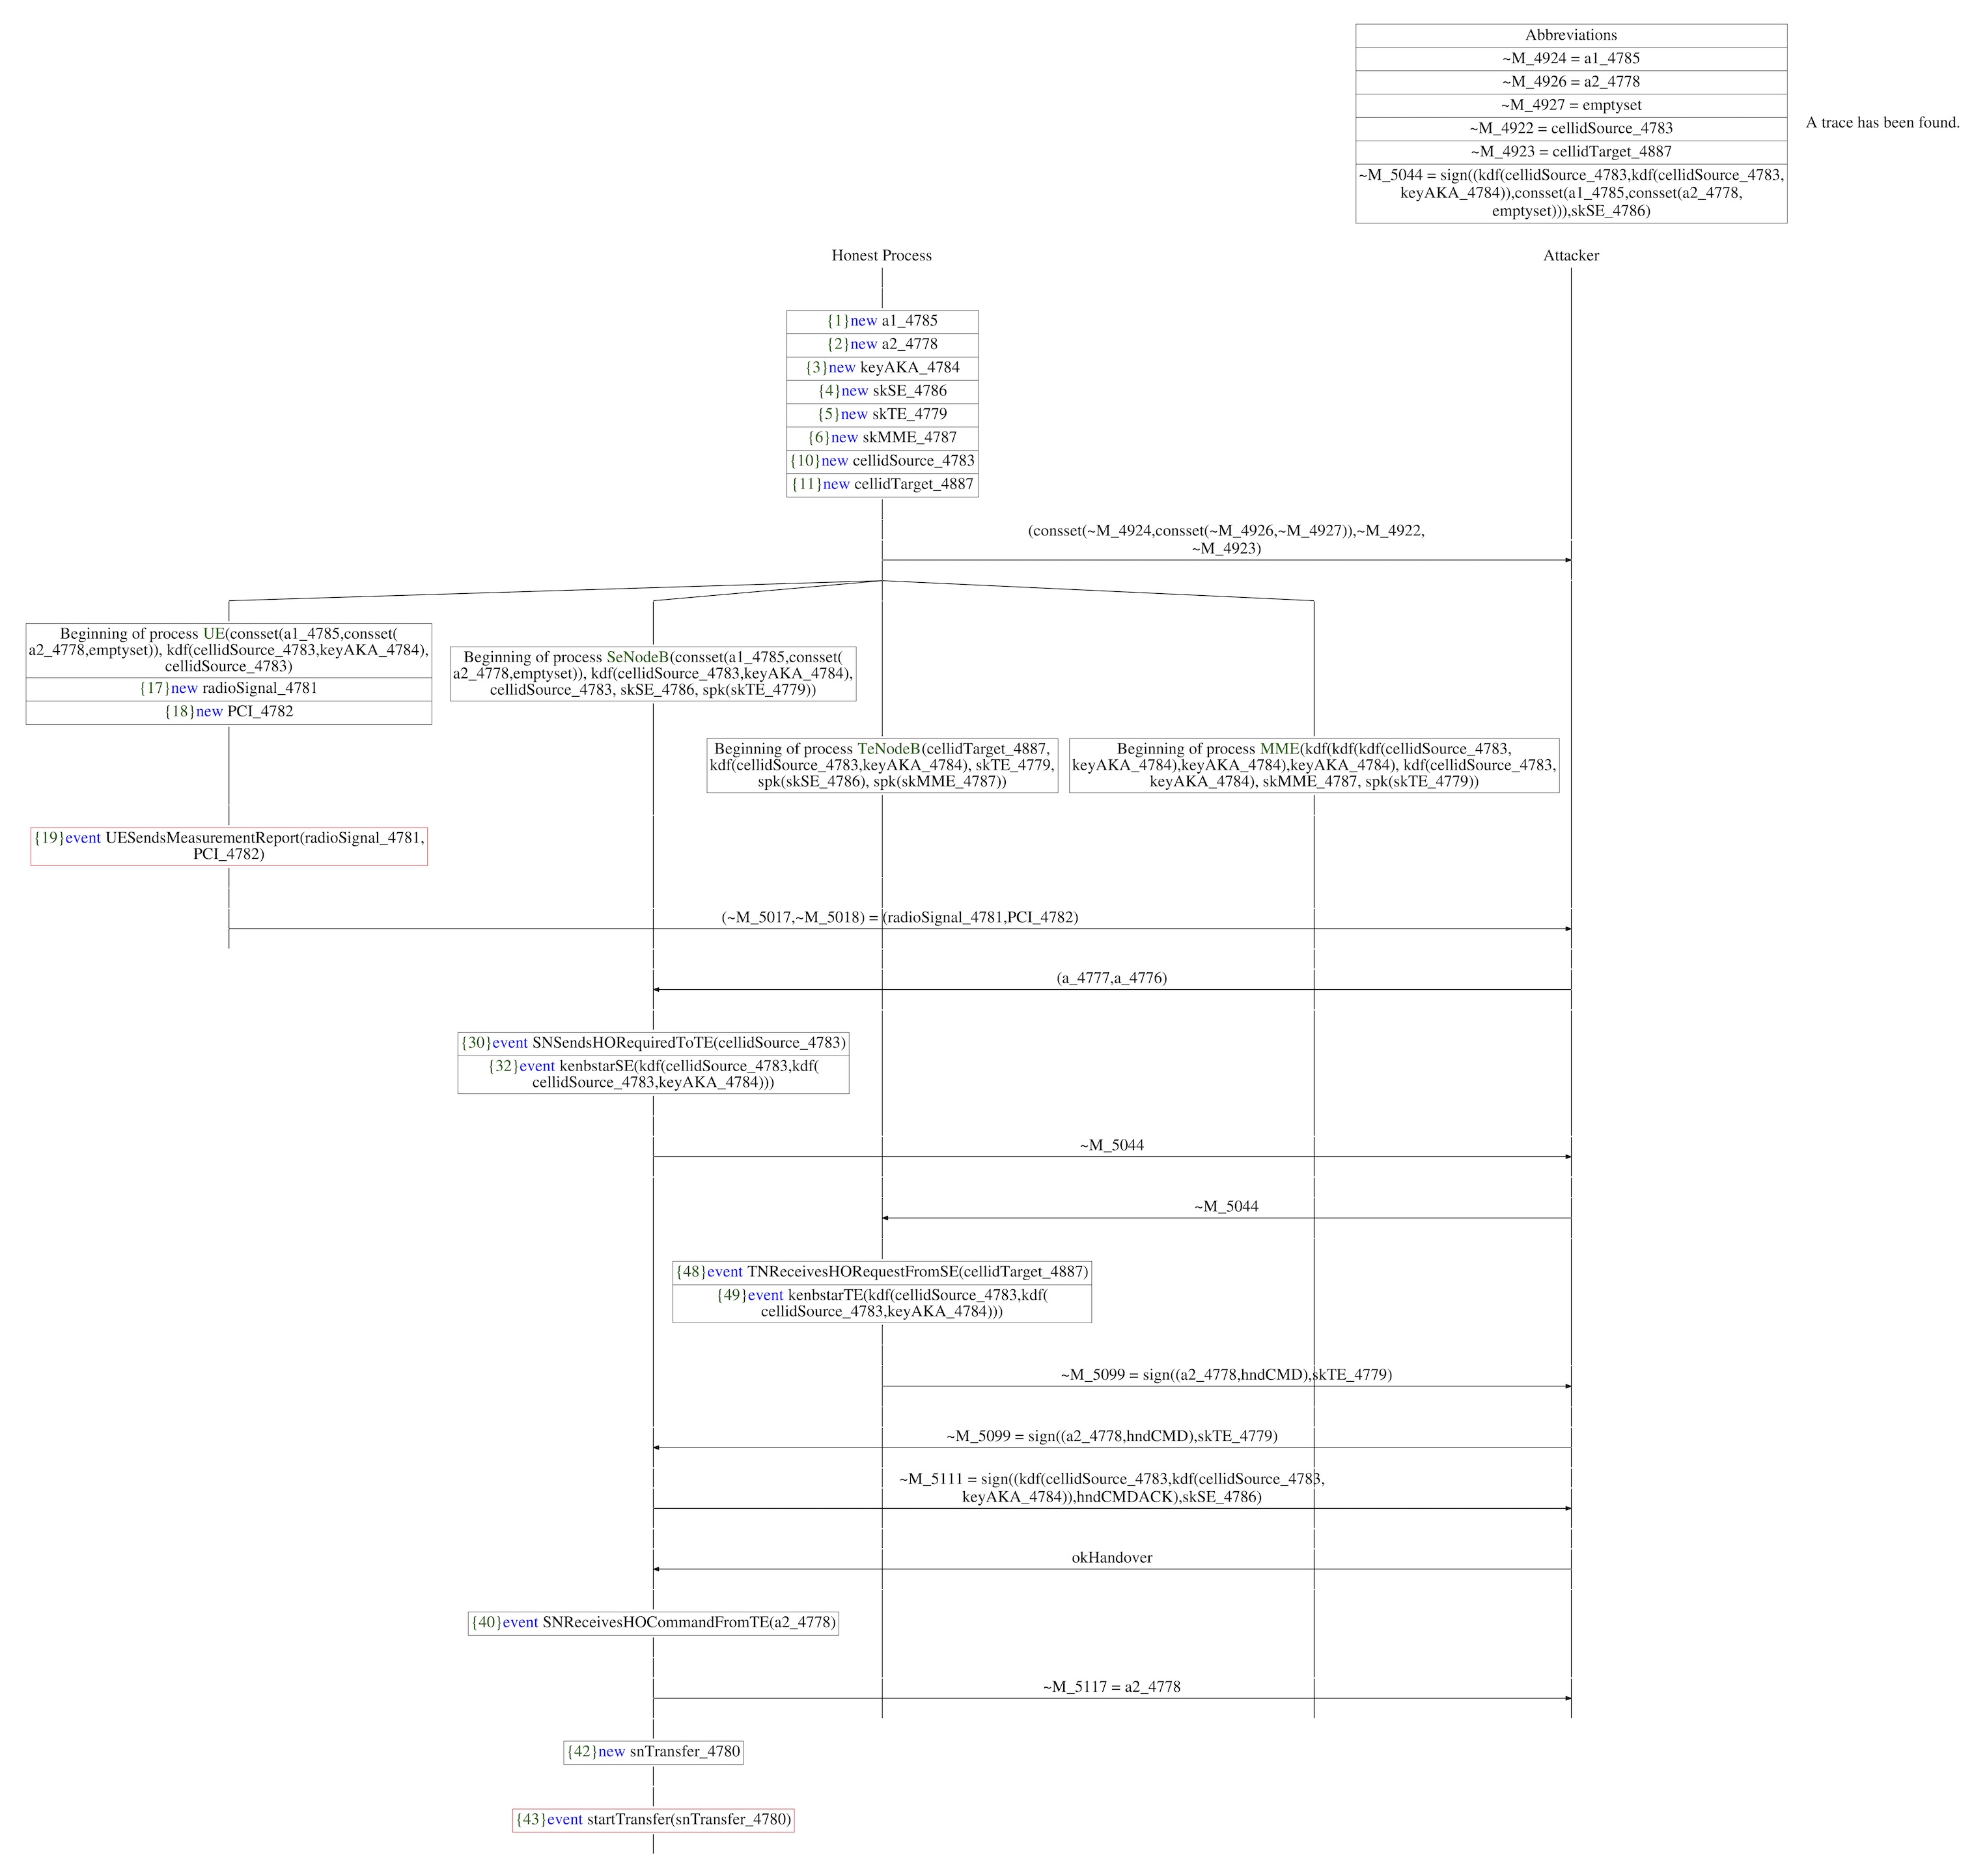 Abbreviations
~M_4924 = a1_4785
~M_4926 = a2_4778
~M_4927 = emptyset
~M_4922 = cellidSource_4783
~M_4923 = cellidTarget_4887
~M_5044 = sign((kdf(cellidSource_4783,kdf(cellidSource_4783,
keyAKA_4784)),consset(a1_4785,consset(a2_4778,
emptyset))),skSE_4786)
A trace has been found.
Honest Process
Attacker
{1}new a1_4785
{2}new a2_4778
{3}new keyAKA_4784
{4}new skSE_4786
{5}new skTE_4779
{6}new skMME_4787
{10}new cellidSource_4783
{11}new cellidTarget_4887
(consset(~M_4924,consset(~M_4926,~M_4927)),~M_4922,
~M_4923)
Beginning of process UE(consset(a1_4785,consset(
a2_4778,emptyset)), kdf(cellidSource_4783,keyAKA_4784),
cellidSource_4783)
{17}new radioSignal_4781
{18}new PCI_4782
Beginning of process SeNodeB(consset(a1_4785,consset(
a2_4778,emptyset)), kdf(cellidSource_4783,keyAKA_4784),
cellidSource_4783, skSE_4786, spk(skTE_4779))
Beginning of process TeNodeB(cellidTarget_4887,
kdf(cellidSource_4783,keyAKA_4784), skTE_4779,
spk(skSE_4786), spk(skMME_4787))
Beginning of process MME(kdf(kdf(kdf(cellidSource_4783,
keyAKA_4784),keyAKA_4784),keyAKA_4784), kdf(cellidSource_4783,
keyAKA_4784), skMME_4787, spk(skTE_4779))
{19}event UESendsMeasurementReport(radioSignal_4781,
PCI_4782)
(~M_5017,~M_5018) = (radioSignal_4781,PCI_4782)
(a_4777,a_4776)
{30}event SNSendsHORequiredToTE(cellidSource_4783)
{32}event kenbstarSE(kdf(cellidSource_4783,kdf(
cellidSource_4783,keyAKA_4784)))
~M_5044
~M_5044
{48}event TNReceivesHORequestFromSE(cellidTarget_4887)
{49}event kenbstarTE(kdf(cellidSource_4783,kdf(
cellidSource_4783,keyAKA_4784)))
~M_5099 = sign((a2_4778,hndCMD),skTE_4779)
~M_5099 = sign((a2_4778,hndCMD),skTE_4779)
~M_5111 = sign((kdf(cellidSource_4783,kdf(cellidSource_4783,
keyAKA_4784)),hndCMDACK),skSE_4786)
okHandover
{40}event SNReceivesHOCommandFromTE(a2_4778)
~M_5117 = a2_4778
{42}new snTransfer_4780
{43}event startTransfer(snTransfer_4780)